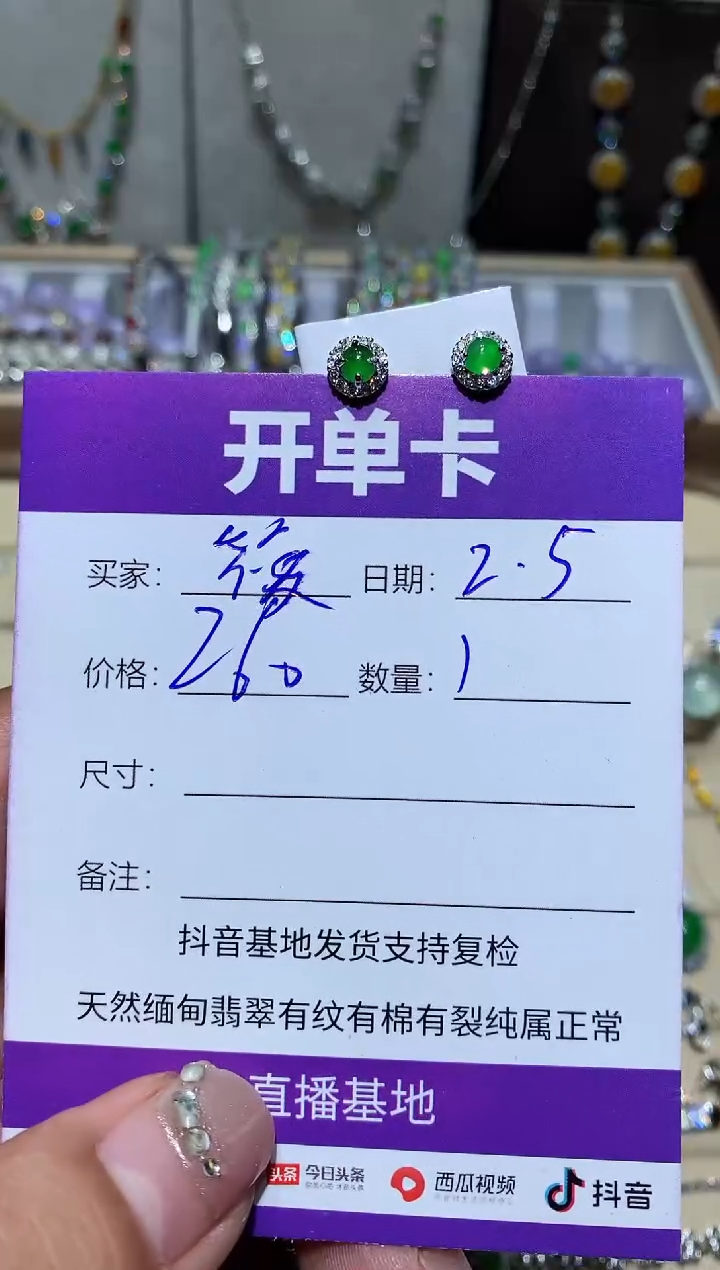 开单卡
买家： 日期：2.5
价格：260 数量：1
尺寸：
备注：
抖音基地发货支持复检
天然缅甸翡翠有纹有棉有裂纯属正常
直播基地
头条 今日头条 西瓜视频 抖音